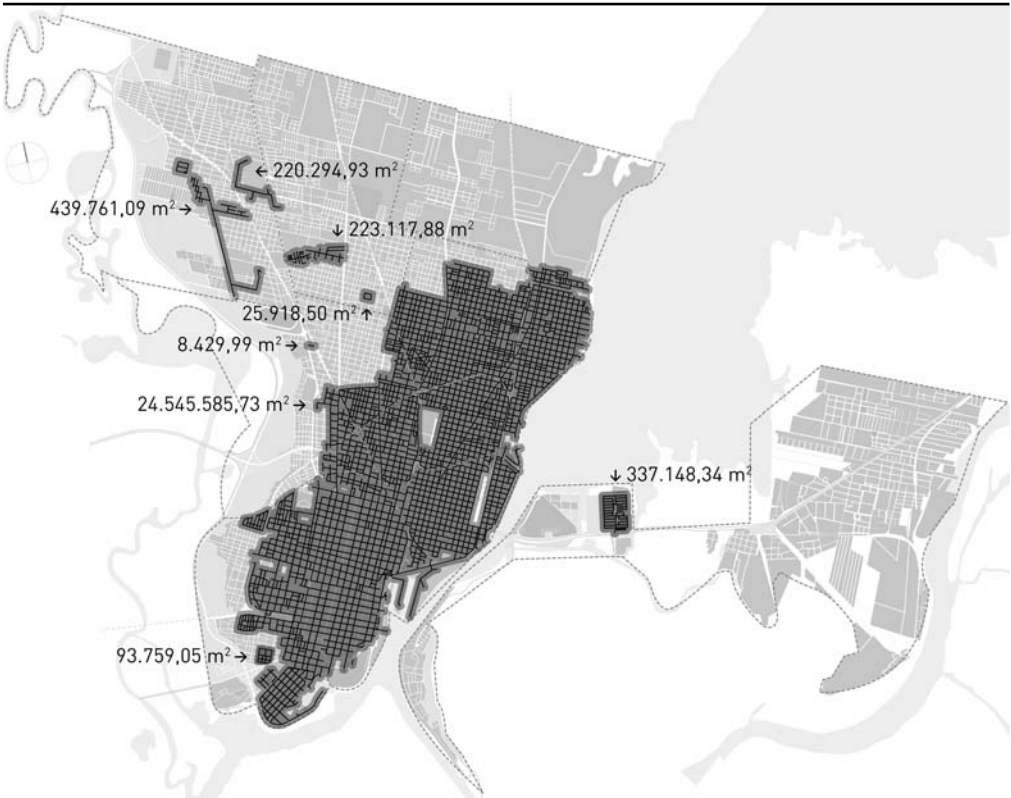 ← 220.294,93 m²
439.761,09 m² →
↓ 223.117,88 m²
25.918,50 m² ↑
8.429,99 m² →
24.545.585,73 m² →
↓ 337.148,34 m²
93.759,05 m² →